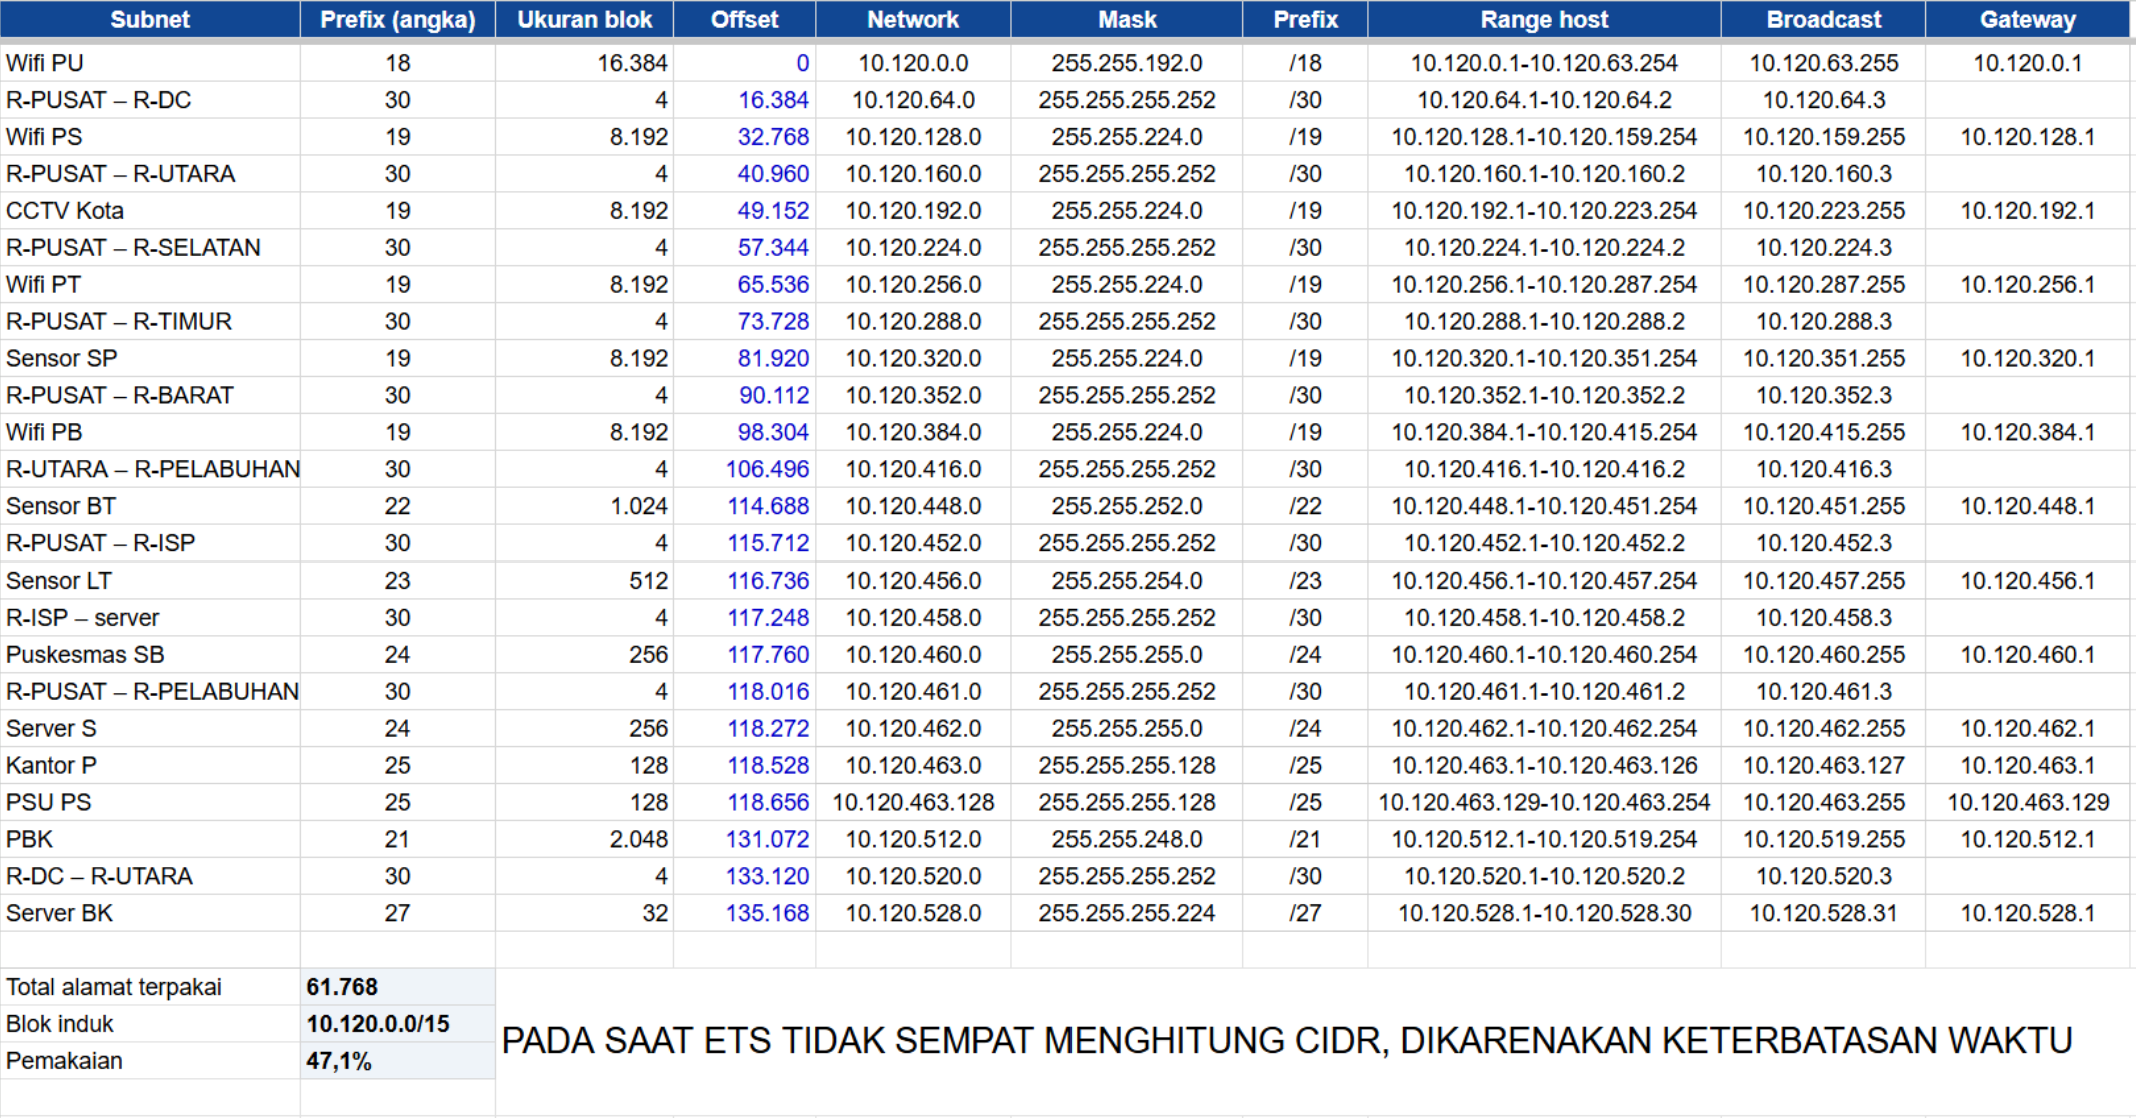 Subnet Prefix (angka) Ukuran blok Offset Network Mask Prefix Range host Broadcast Gateway
Wifi PU 18 16.384 0 10.120.0.0 255.255.192.0 /18 10.120.0.1-10.120.63.254 10.120.63.255 10.120.0.1
R-PUSAT – R-DC 30 4 16.384 10.120.64.0 255.255.255.252 /30 10.120.64.1-10.120.64.2 10.120.64.3
Wifi PS 19 8.192 32.768 10.120.128.0 255.255.224.0 /19 10.120.128.1-10.120.159.254 10.120.159.255 10.120.128.1
R-PUSAT – R-UTARA 30 4 40.960 10.120.160.0 255.255.255.252 /30 10.120.160.1-10.120.160.2 10.120.160.3
CCTV Kota 19 8.192 49.152 10.120.192.0 255.255.224.0 /19 10.120.192.1-10.120.223.254 10.120.223.255 10.120.192.1
R-PUSAT – R-SELATAN 30 4 57.344 10.120.224.0 255.255.255.252 /30 10.120.224.1-10.120.224.2 10.120.224.3
Wifi PT 19 8.192 65.536 10.120.256.0 255.255.224.0 /19 10.120.256.1-10.120.287.254 10.120.287.255 10.120.256.1
R-PUSAT – R-TIMUR 30 4 73.728 10.120.288.0 255.255.255.252 /30 10.120.288.1-10.120.288.2 10.120.288.3
Sensor SP 19 8.192 81.920 10.120.320.0 255.255.224.0 /19 10.120.320.1-10.120.351.254 10.120.351.255 10.120.320.1
R-PUSAT – R-BARAT 30 4 90.112 10.120.352.0 255.255.255.252 /30 10.120.352.1-10.120.352.2 10.120.352.3
Wifi PB 19 8.192 98.304 10.120.384.0 255.255.224.0 /19 10.120.384.1-10.120.415.254 10.120.415.255 10.120.384.1
R-UTARA – R-PELABUHAN 30 4 106.496 10.120.416.0 255.255.255.252 /30 10.120.416.1-10.120.416.2 10.120.416.3
Sensor BT 22 1.024 114.688 10.120.448.0 255.255.252.0 /22 10.120.448.1-10.120.451.254 10.120.451.255 10.120.448.1
R-PUSAT – R-ISP 30 4 115.712 10.120.452.0 255.255.255.252 /30 10.120.452.1-10.120.452.2 10.120.452.3
Sensor LT 23 512 116.736 10.120.456.0 255.255.254.0 /23 10.120.456.1-10.120.457.254 10.120.457.255 10.120.456.1
R-ISP – server 30 4 117.248 10.120.458.0 255.255.255.252 /30 10.120.458.1-10.120.458.2 10.120.458.3
Puskesmas SB 24 256 117.760 10.120.460.0 255.255.255.0 /24 10.120.460.1-10.120.460.254 10.120.460.255 10.120.460.1
R-PUSAT – R-PELABUHAN 30 4 118.016 10.120.461.0 255.255.255.252 /30 10.120.461.1-10.120.461.2 10.120.461.3
Server S 24 256 118.272 10.120.462.0 255.255.255.0 /24 10.120.462.1-10.120.462.254 10.120.462.255 10.120.462.1
Kantor P 25 128 118.528 10.120.463.0 255.255.255.128 /25 10.120.463.1-10.120.463.126 10.120.463.127 10.120.463.1
PSU PS 25 128 118.656 10.120.463.128 255.255.255.128 /25 10.120.463.129-10.120.463.254 10.120.463.255 10.120.463.129
PBK 21 2.048 131.072 10.120.512.0 255.255.248.0 /21 10.120.512.1-10.120.519.254 10.120.519.255 10.120.512.1
R-DC – R-UTARA 30 4 133.120 10.120.520.0 255.255.255.252 /30 10.120.520.1-10.120.520.2 10.120.520.3
Server BK 27 32 135.168 10.120.528.0 255.255.255.224 /27 10.120.528.1-10.120.528.30 10.120.528.31 10.120.528.1
Total alamat terpakai 61.768
Blok induk 10.120.0.0/15
PADA SAAT ETS TIDAK SEMPAT MENGHITUNG CIDR, DIKARENAKAN KETERBATASAN WAKTU
Pemakaian 47,1%